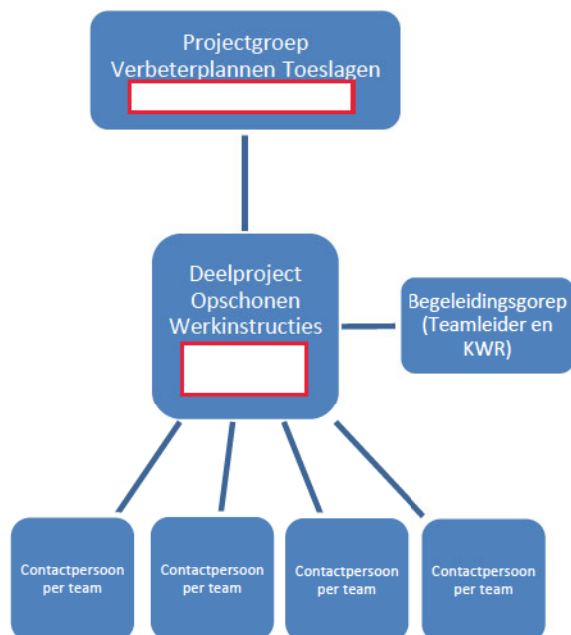 Projectgroep
Verbeterplannen Toeslagen
Deelproject
Opschonen
Werkinstructies
Begeleidingsgorep
(Teamleider en
KWR)
Contactpersoon
per team
Contactpersoon
per team
Contactpersoon
per team
Contactpersoon
per team